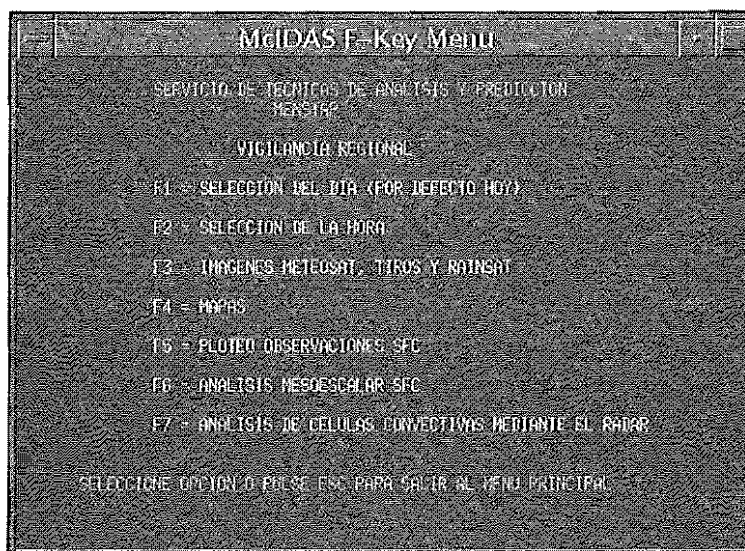 McIDAS F-Key Menu
SERVICIO DE TECNICAS DE ANALISIS Y PREDICCION
MENSTAP
VIGILANCIA REGIONAL
F1 - SELECCION DEL DIA (POR DEFECTO HOY)
F2 - SELECCION DE LA HORA
F3 - IMAGENES METEOSAT, TIROS Y RAINSAT
F4 - MAPAS
F5 - PLOTEO OBSERVACIONES SFC
F6 - ANALISIS MESOESCALAR SFC
F7 - ANALISIS DE CELULAS CONVECTIVAS MEDIANTE EL RADAR
SELECCIONE OPCION O PULSE ESC PARA SALIR AL MENU PRINCIPAL